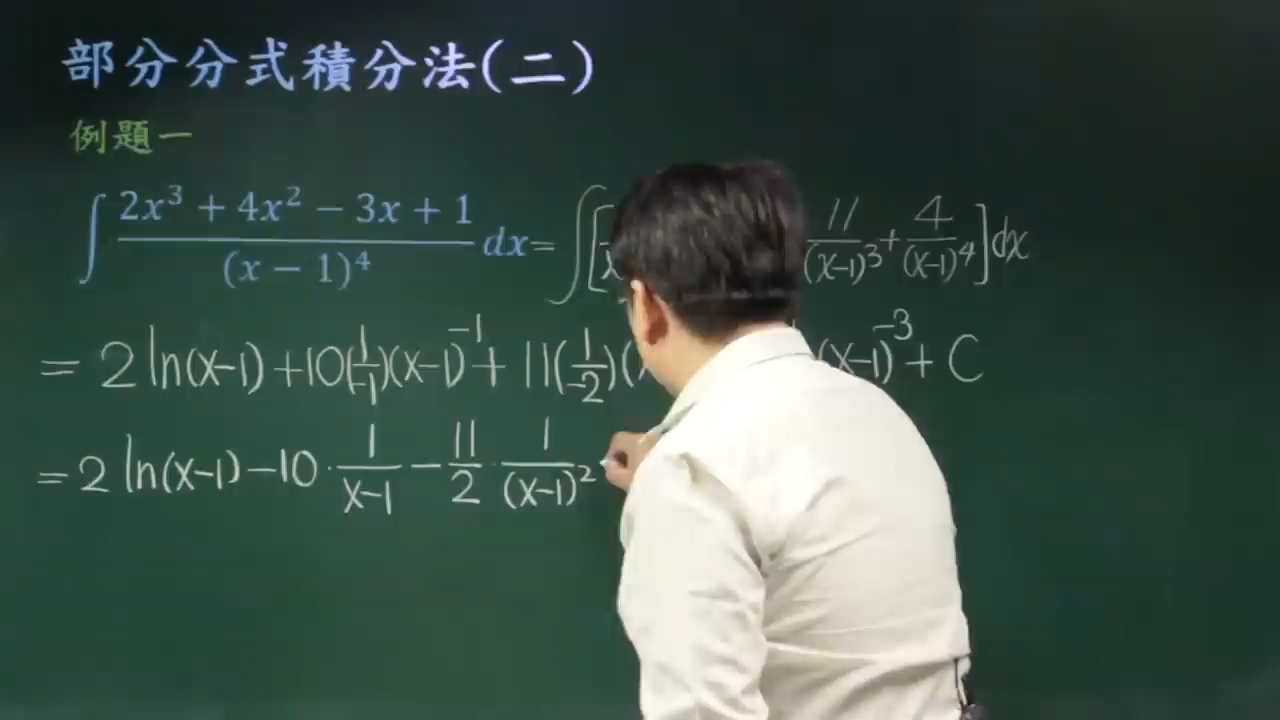 部分分式積分法(二)
例題一
∫ (2x³ + 4x² − 3x + 1)/(x − 1)⁴ dx = ∫[ 11/(x-1)³ + 4/(x-1)⁴ ]dx
= 2 ln(x-1) + 10(1/-1)(x-1)⁻¹ + 11(1/-2)( (x-1)⁻³ + C
= 2 ln(x-1) - 10 · 1/(x-1) - 11/2 · 1/(x-1)²